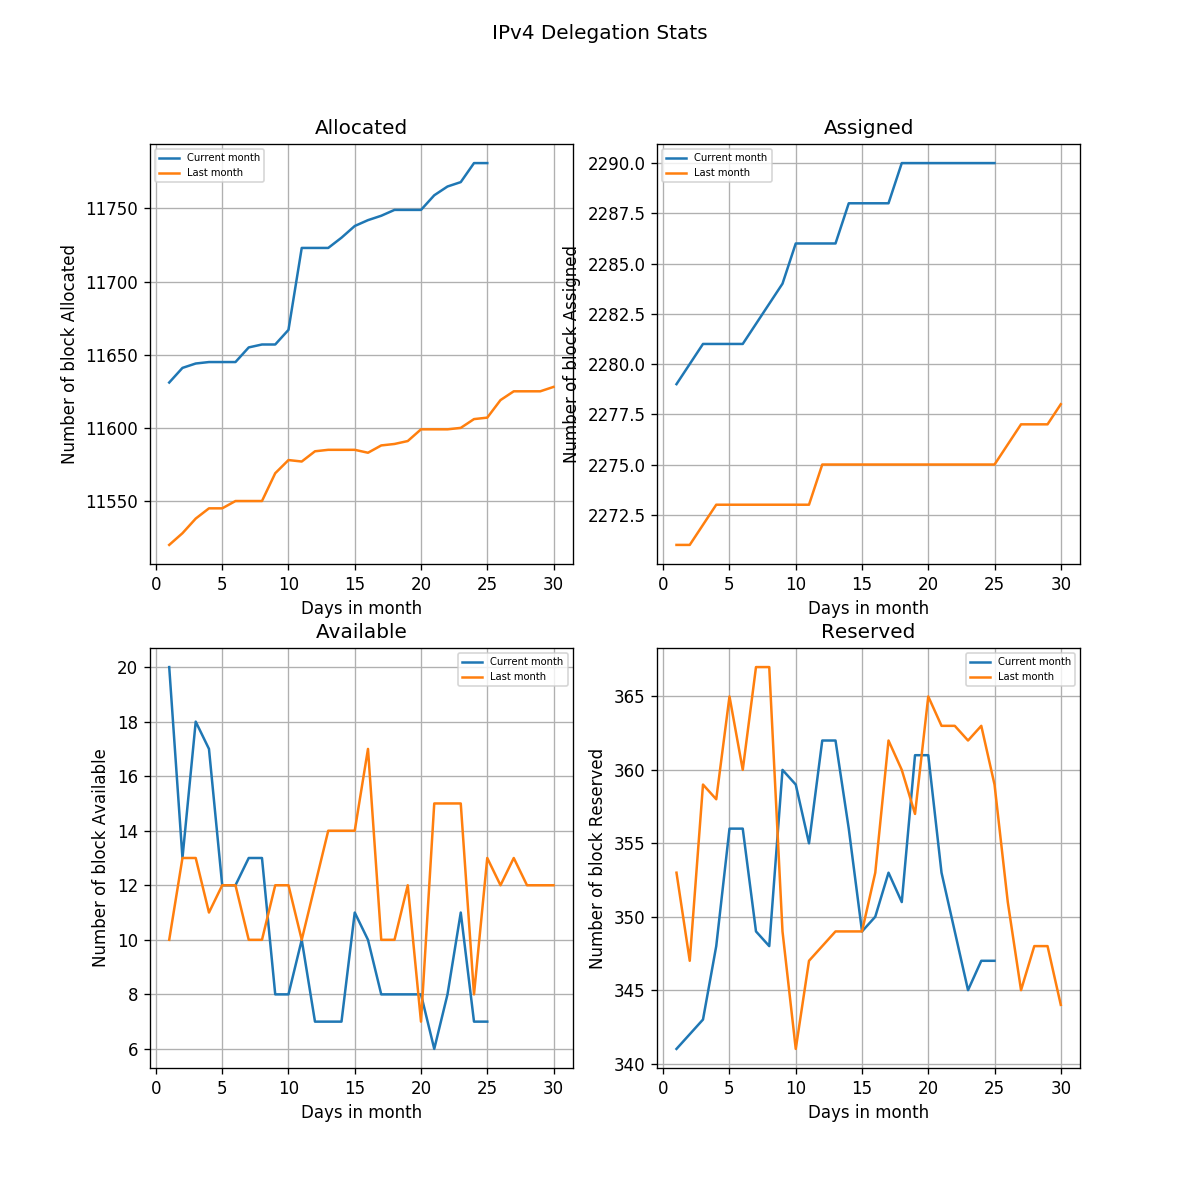 IPv4 Delegation Stats
Allocated
Current month
Last month
Number of block Allocated
11750
11700
11650
11600
11550
0 5 10 15 20 25 30
Days in month
Assigned
Current month
Last month
Number of block Assigned
2290.0
2287.5
2285.0
2282.5
2280.0
2277.5
2275.0
2272.5
0 5 10 15 20 25 30
Days in month
Available
Current month
Last month
Number of block Available
20
18
16
14
12
10
8
6
0 5 10 15 20 25 30
Days in month
Reserved
Current month
Last month
Number of block Reserved
365
360
355
350
345
340
0 5 10 15 20 25 30
Days in month